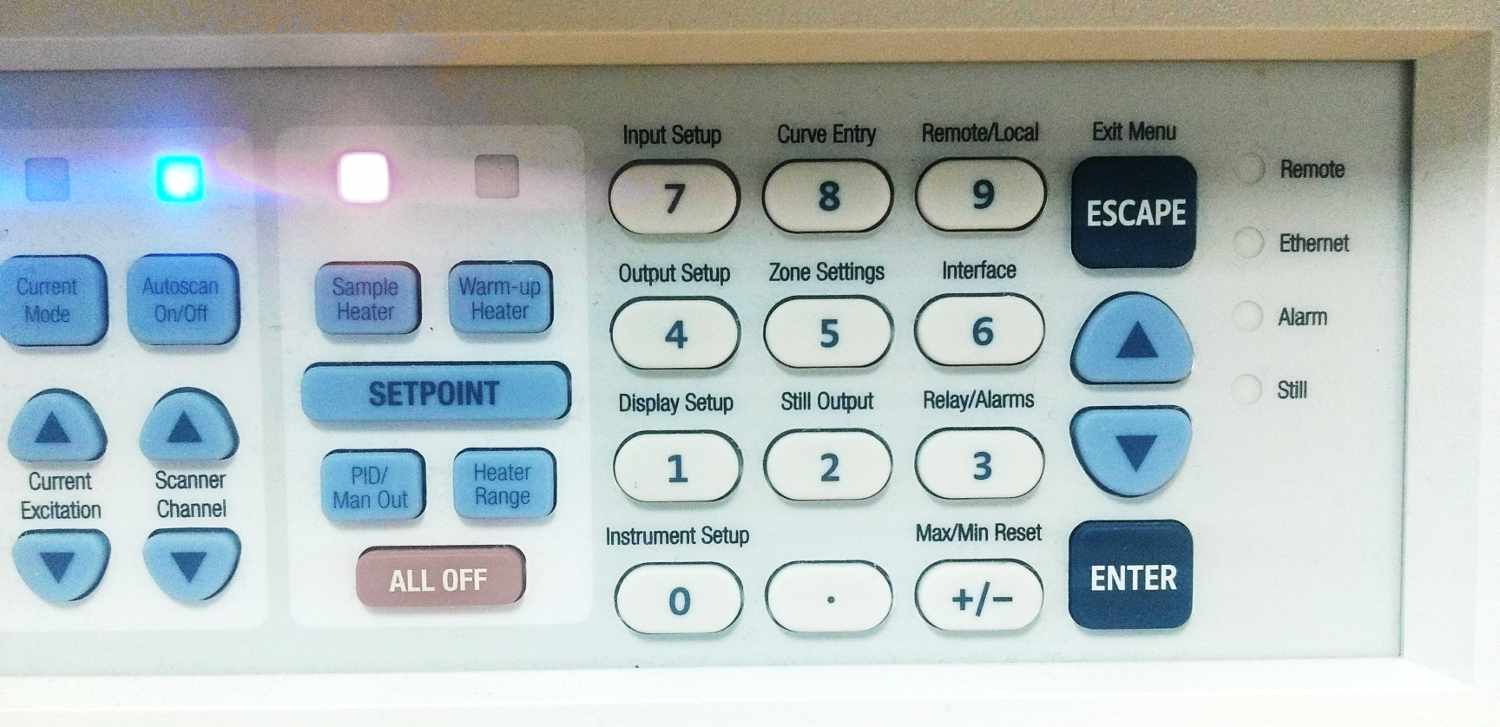 Current
Mode
Autoscan
On/Off
Current
Excitation
Scanner
Channel
Sample
Heater
Warm-up
Heater
SETPOINT
PID/
Man Out
Heater
Range
ALL OFF
Input Setup
Curve Entry
Remote/Local
7
8
9
Output Setup
Zone Settings
Interface
4
5
6
Display Setup
Still Output
Relay/Alarms
1
2
3
Instrument Setup
Max/Min Reset
0
.
+/−
Exit Menu
ESCAPE
ENTER
Remote
Ethernet
Alarm
Still